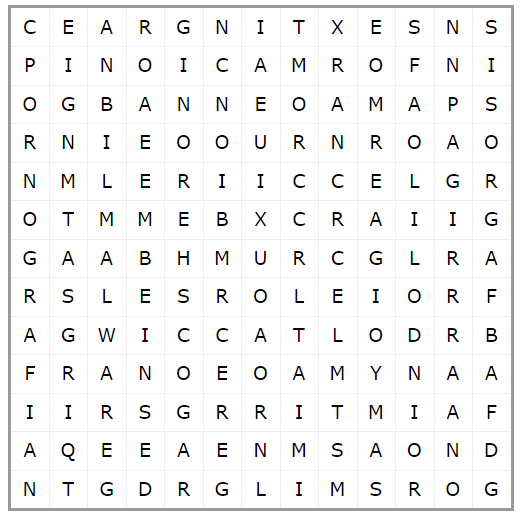 C E A R G N I T X E S N S
P I N O I C A M R O F N I
O G B A N N E O A M A P S
R N I E O O U R N R O A O
N M L E R I I C C E L G R
O T M M E B X C R A I I G
G A A B H M U R C G L R A
R S L E S R O L E I O R F
A G W I C C A T L O D R B
F R A N O E O A M Y N A A
I I R S G R R I T M I A F
A Q E E A E N M S A O N D
N T G D R G L I M S R O G